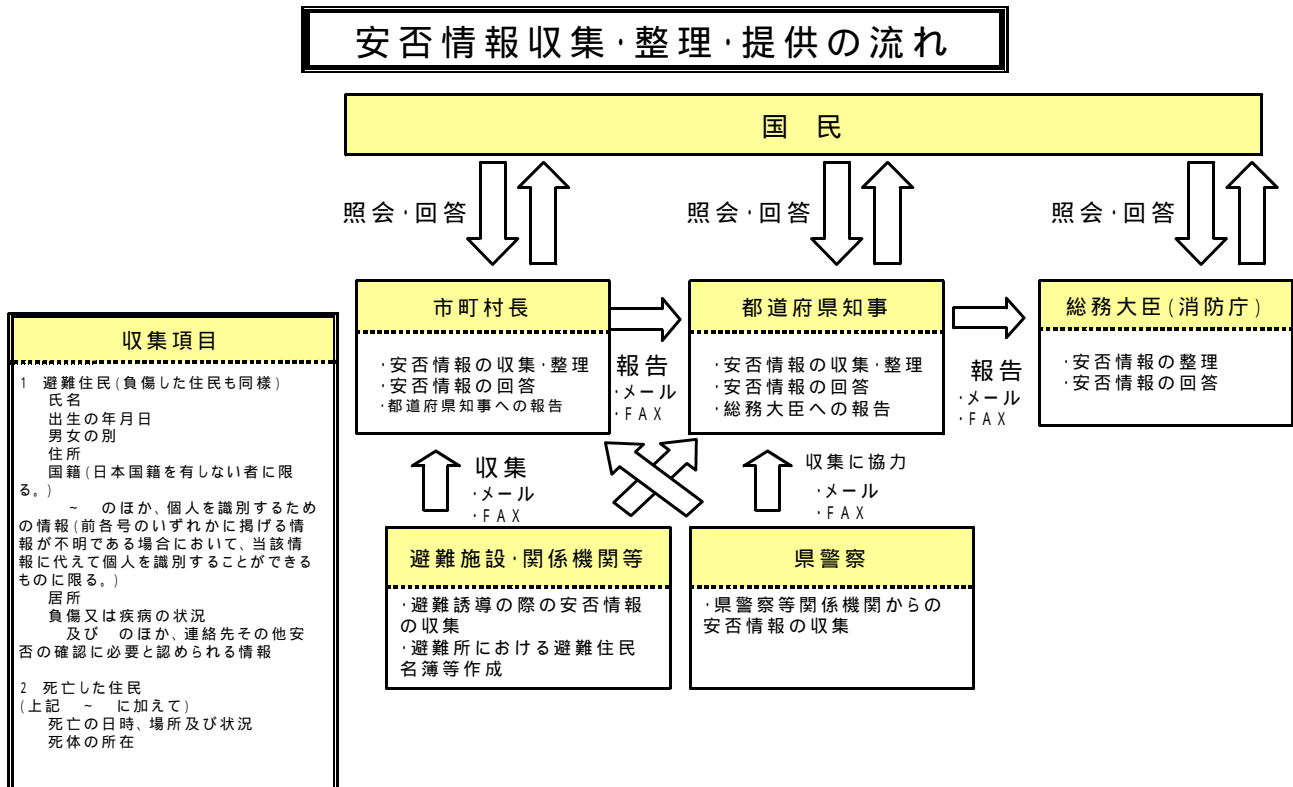 安否情報収集・整理・提供の流れ
国 民
照会・回答
照会・回答
照会・回答
市町村長
・安否情報の収集・整理
・安否情報の回答
・都道府県知事への報告
報告
・メール
・FAX
都道府県知事
・安否情報の収集・整理
・安否情報の回答
・総務大臣への報告
報告
・メール
・FAX
総務大臣(消防庁)
・安否情報の整理
・安否情報の回答
収集
・メール
・FAX
収集に協力
・メール
・FAX
避難施設・関係機関等
・避難誘導の際の安否情報
の収集
・避難所における避難住民
名簿等作成
県警察
・県警察等関係機関からの
安否情報の収集
収集項目
1 避難住民(負傷した住民も同様)
氏名
出生の年月日
男女の別
住所
国籍(日本国籍を有しない者に限
る。)
~ のほか、個人を識別するため
の情報(前各号のいずれかに掲げる情
報が不明である場合において、当該情
報に代えて個人を識別することができる
ものに限る。)
居所
負傷又は疾病の状況
及び のほか、連絡先その他安
否の確認に必要と認められる情報
2 死亡した住民
(上記 ~ に加えて)
死亡の日時、場所及び状況
死体の所在